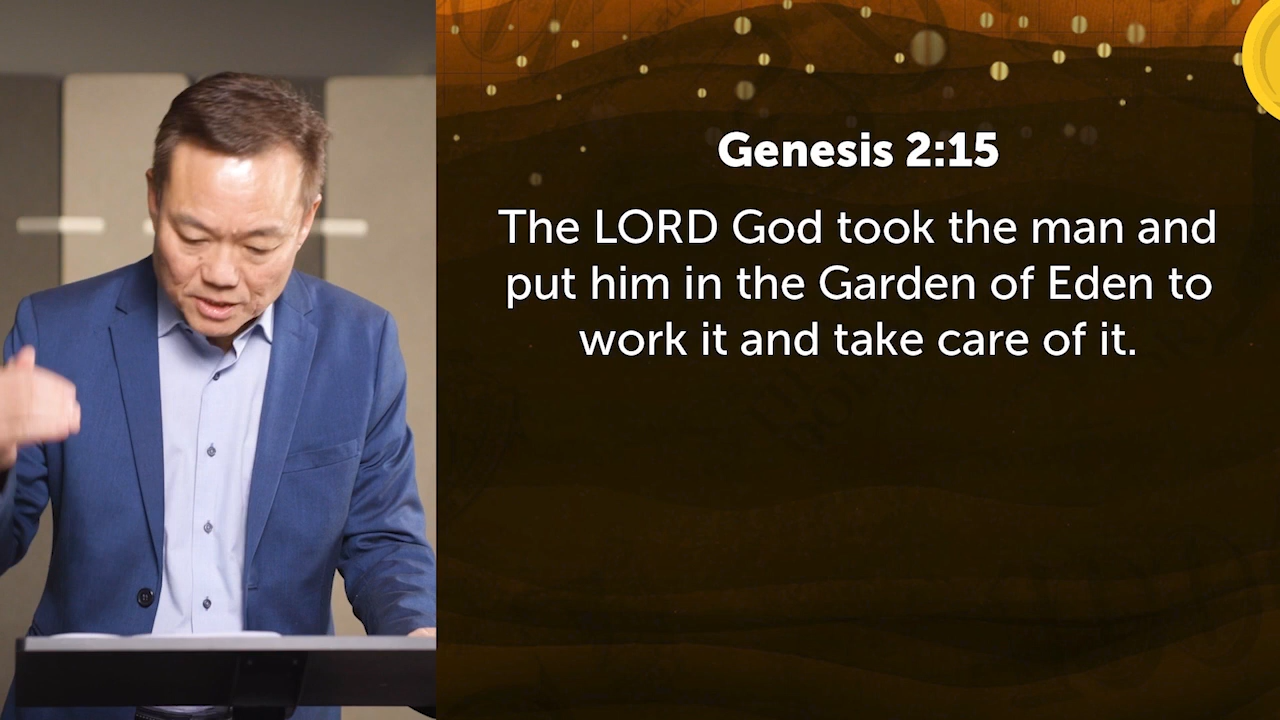 Genesis 2:15
The LORD God took the man and
put him in the Garden of Eden to
work it and take care of it.